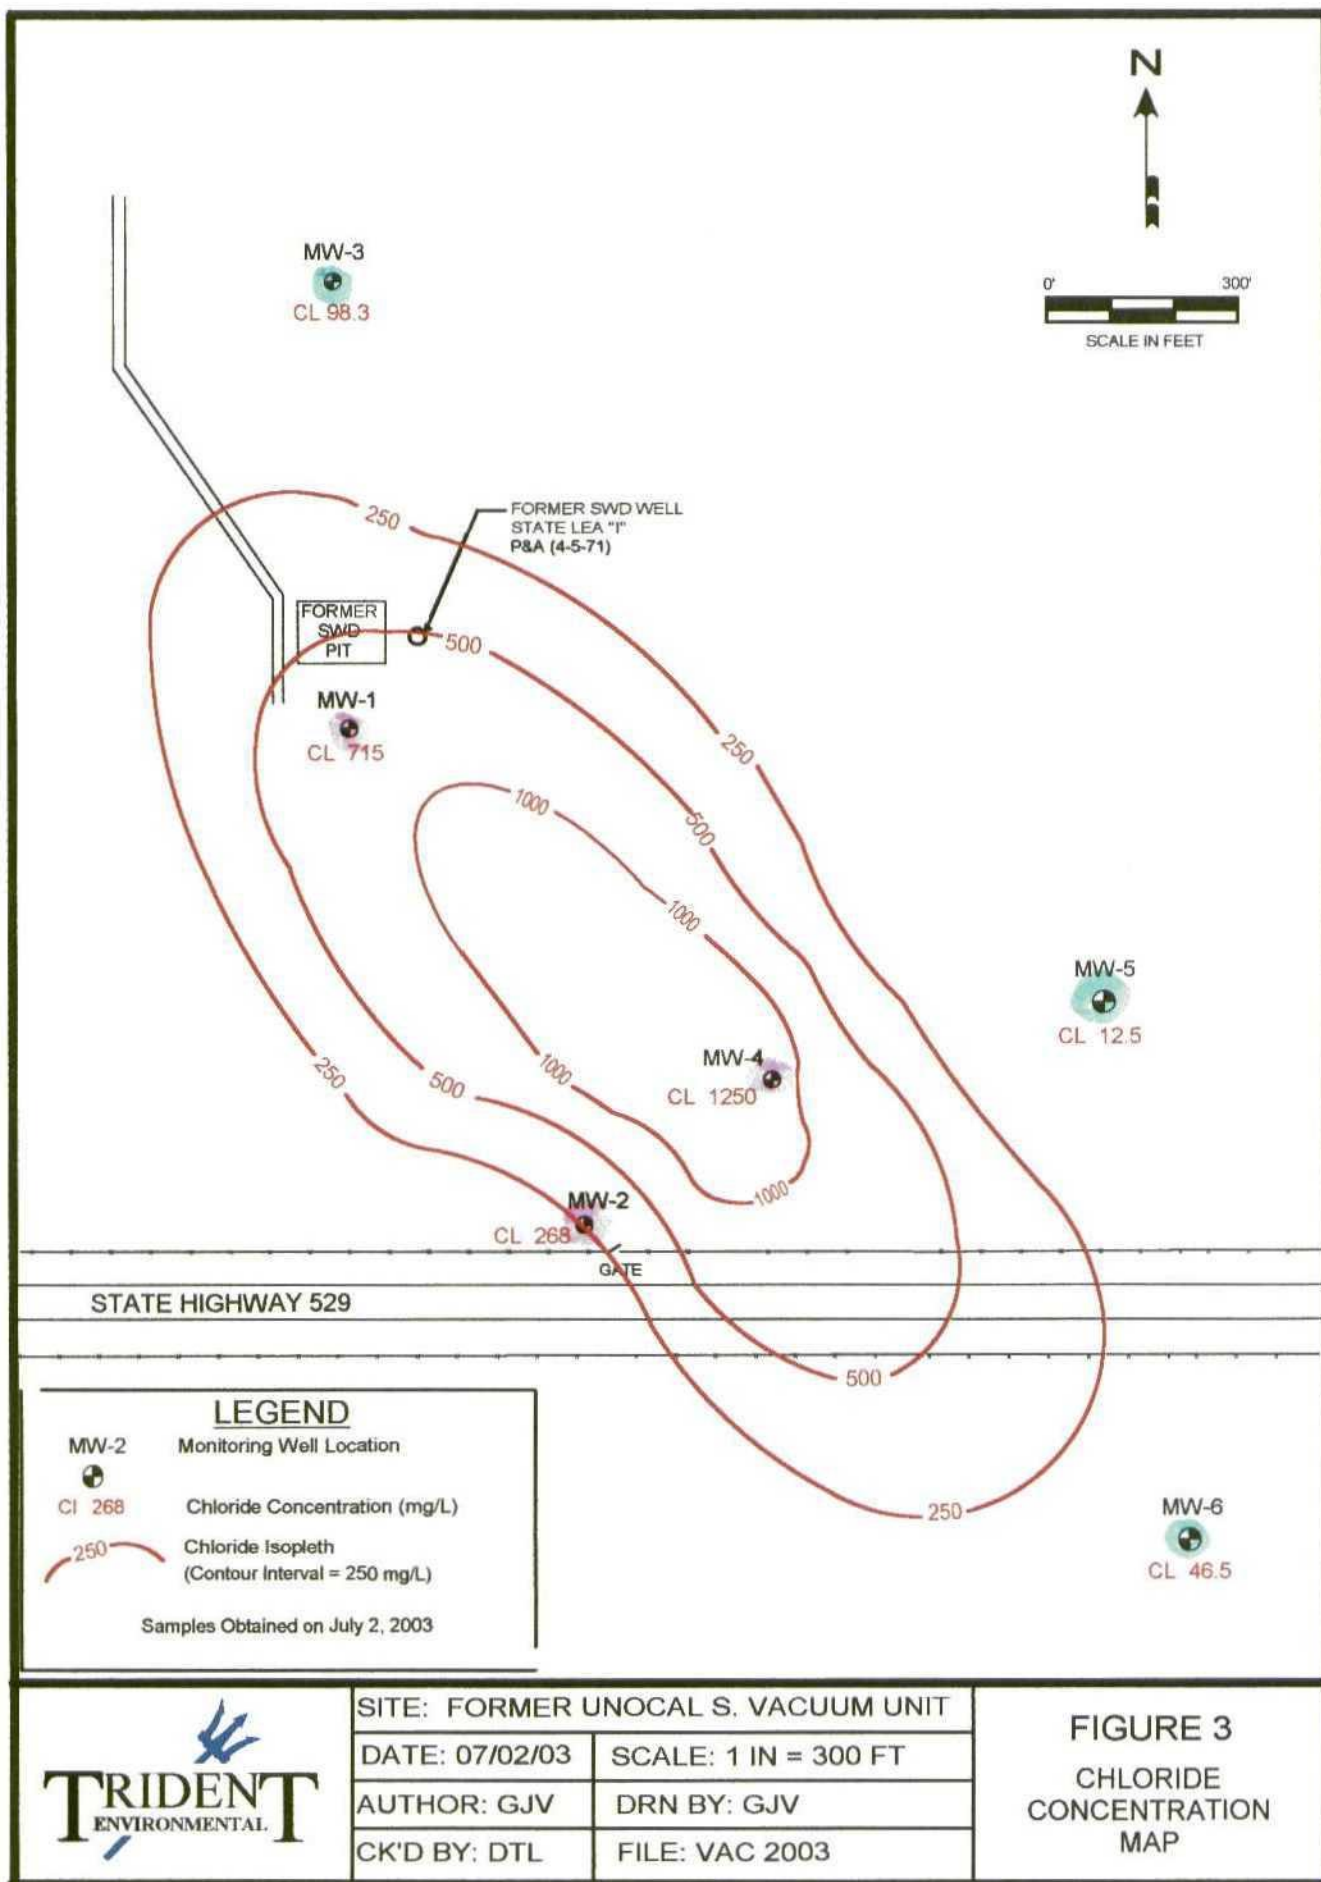 N
0' 300'
SCALE IN FEET
MW-3
CL 98.3
250
FORMER SWD WELL
STATE LEA "I"
P&A (4-5-71)
FORMER
SWD
PIT
500
MW-1
CL 715
250
1000
500
1000
MW-5
CL 12.5
MW-4
CL 1250
1000
250
500
1000
MW-2
CL 268
GATE
STATE HIGHWAY 529
500
250
MW-6
CL 46.5
LEGEND
MW-2 Monitoring Well Location
Cl 268 Chloride Concentration (mg/L)
250 Chloride Isopleth
(Contour Interval = 250 mg/L)
Samples Obtained on July 2, 2003
TRIDENT
ENVIRONMENTAL
SITE: FORMER UNOCAL S. VACUUM UNIT
DATE: 07/02/03 SCALE: 1 IN = 300 FT
AUTHOR: GJV DRN BY: GJV
CK'D BY: DTL FILE: VAC 2003
FIGURE 3
CHLORIDE
CONCENTRATION
MAP